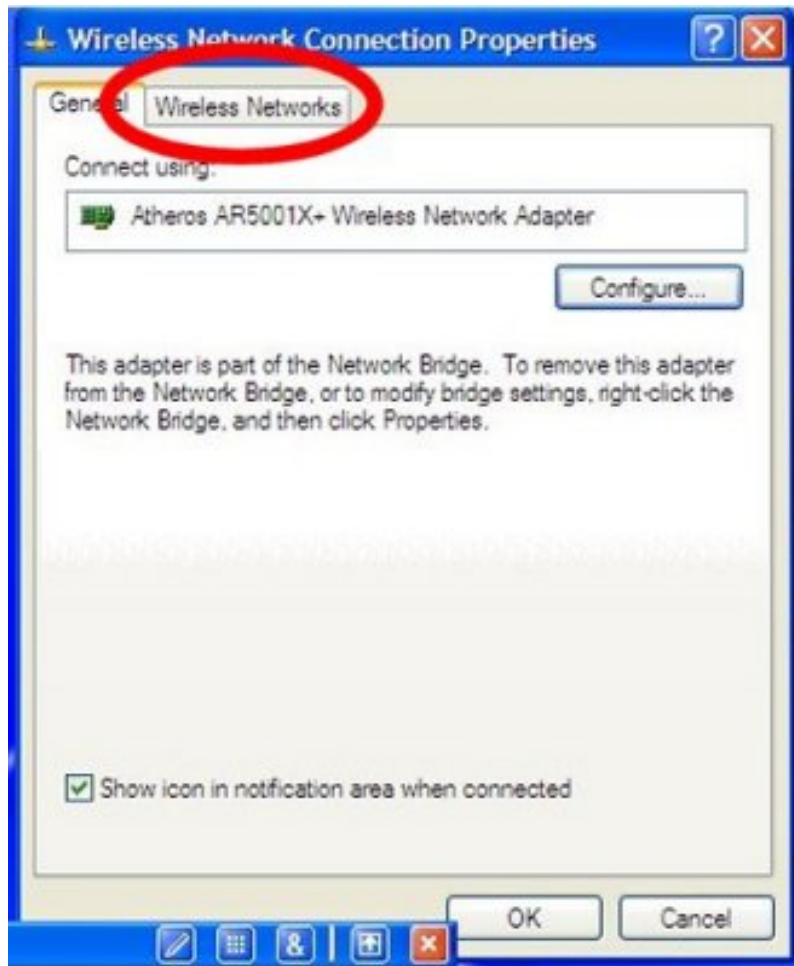 Wireless Network Connection Properties
General
Wireless Networks
Connect using:
Atheros AR5001X+ Wireless Network Adapter
Configure...
This adapter is part of the Network Bridge. To remove this adapter
from the Network Bridge, or to modify bridge settings, right-click the
Network Bridge, and then click Properties.
Show icon in notification area when connected
OK
Cancel
&